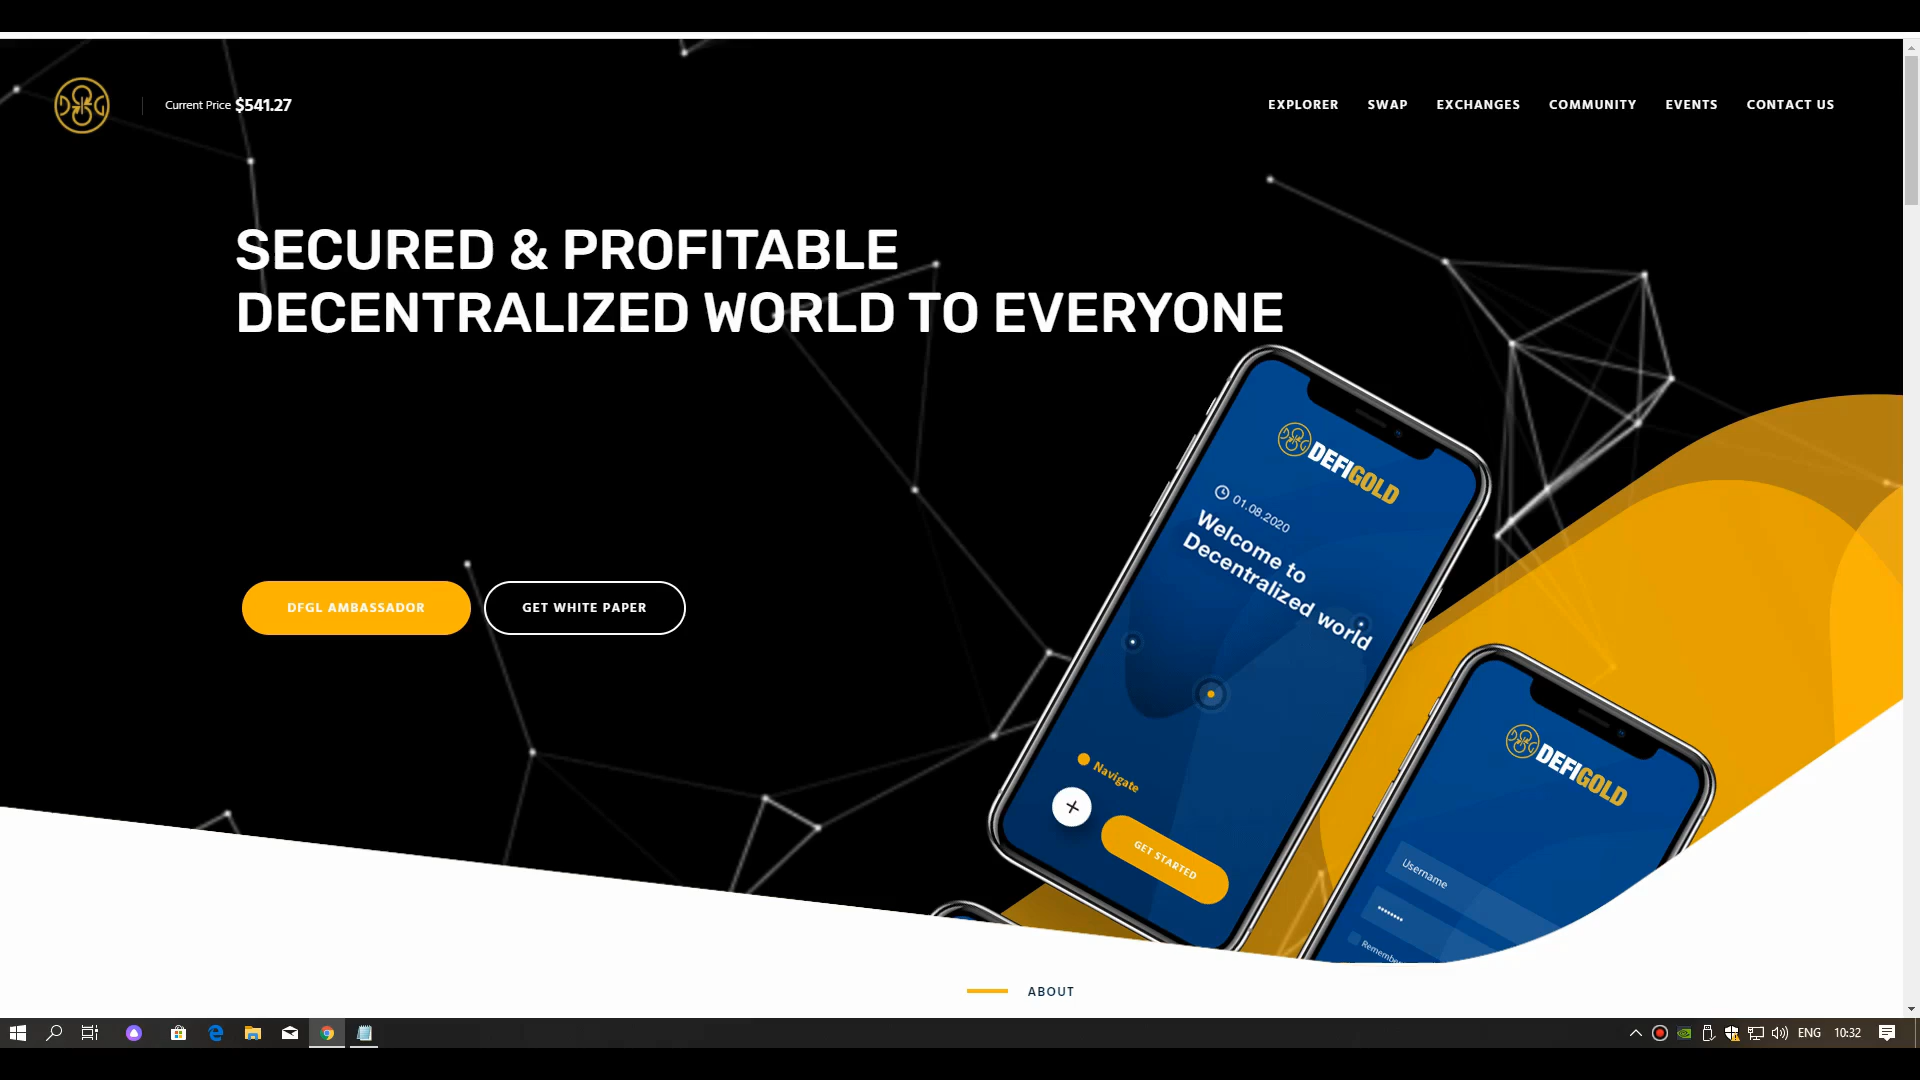 Current Price $541.27
EXPLORER SWAP EXCHANGES COMMUNITY EVENTS CONTACT US
SECURED & PROFITABLE
DECENTRALIZED WORLD TO EVERYONE
DFGL AMBASSADOR
GET WHITE PAPER
DEFIGOLD
01.08.2020
Welcome to
Decentralized world
Navigate
GET STARTED
DEFIGOLD
Username
Remember
ABOUT
ENG 10:32